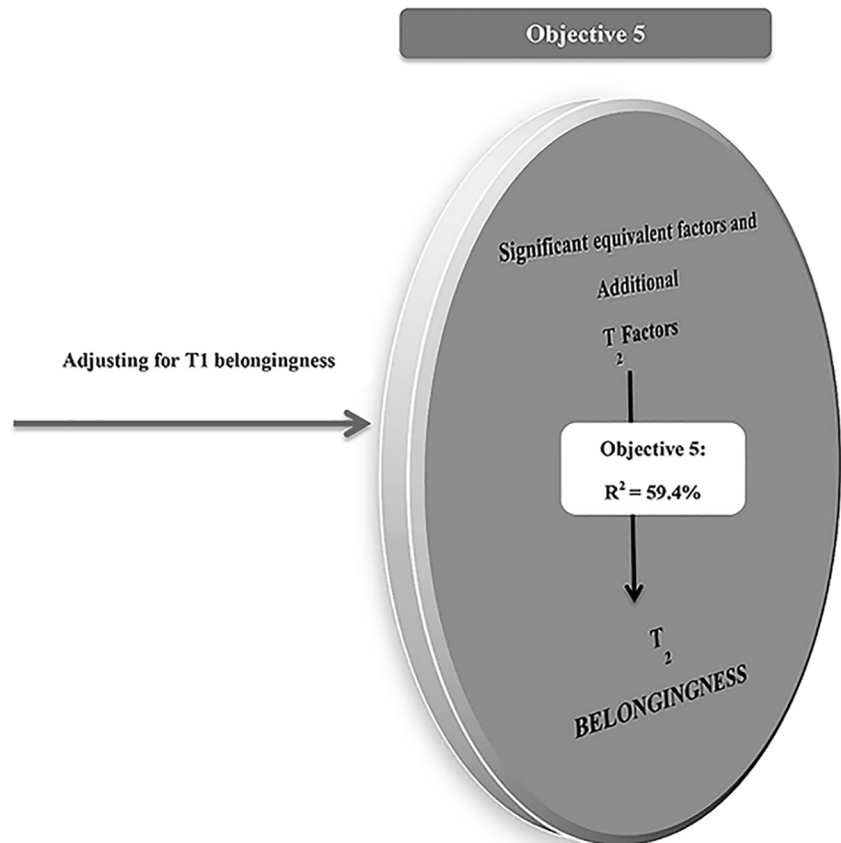 Objective 5
Significant equivalent factors and
Additional
T₂ Factors
Adjusting for T1 belongingness
Objective 5:
R² = 59.4%
T₂
BELONGINGNESS